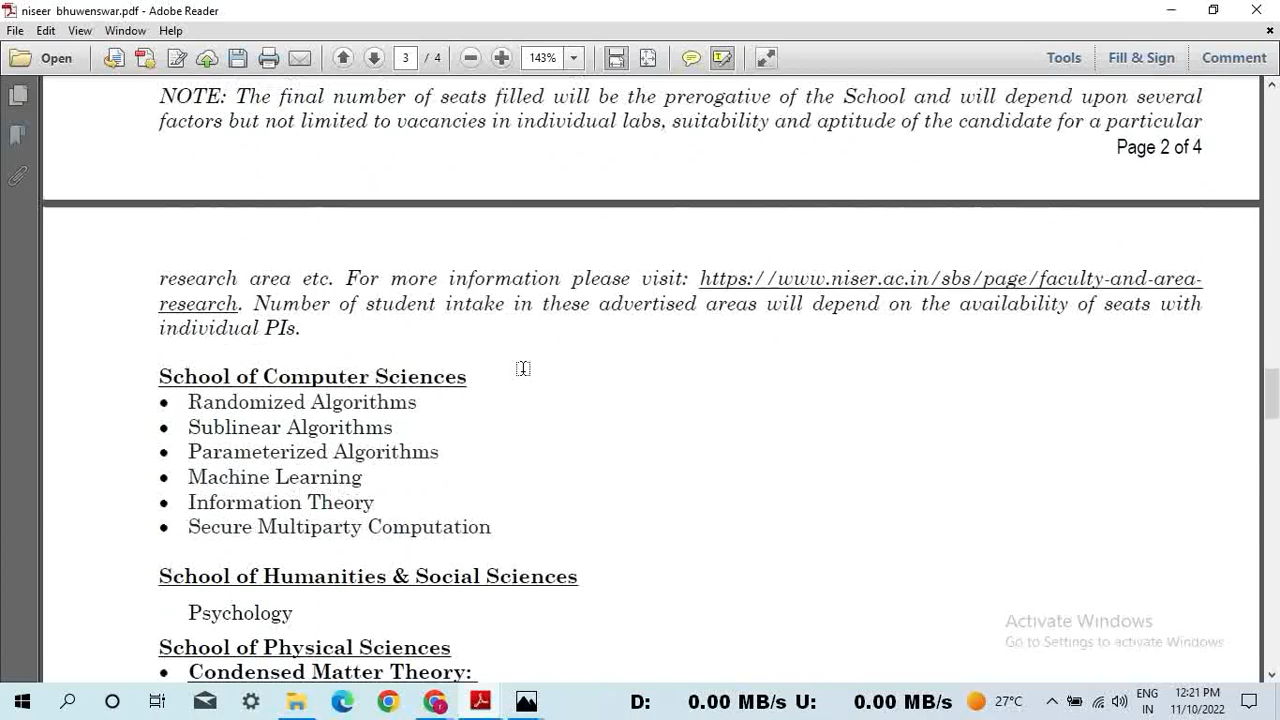 niseer bhuwenswar.pdf - Adobe Reader
File Edit View Window Help
Open 3 / 4 143% Tools Fill & Sign Comment
NOTE: The final number of seats filled will be the prerogative of the School and will depend upon several
factors but not limited to vacancies in individual labs, suitability and aptitude of the candidate for a particular
Page 2 of 4
research area etc. For more information please visit: https://www.niser.ac.in/sbs/page/faculty-and-area-
research. Number of student intake in these advertised areas will depend on the availability of seats with
individual PIs.
School of Computer Sciences
• Randomized Algorithms
• Sublinear Algorithms
• Parameterized Algorithms
• Machine Learning
• Information Theory
• Secure Multiparty Computation
School of Humanities & Social Sciences
Psychology
School of Physical Sciences
• Condensed Matter Theory:
Activate Windows
Go to Settings to activate Windows
D: 0.00 MB/s U: 0.00 MB/s 27°C ENG 12:21 PM
IN 11/10/2022